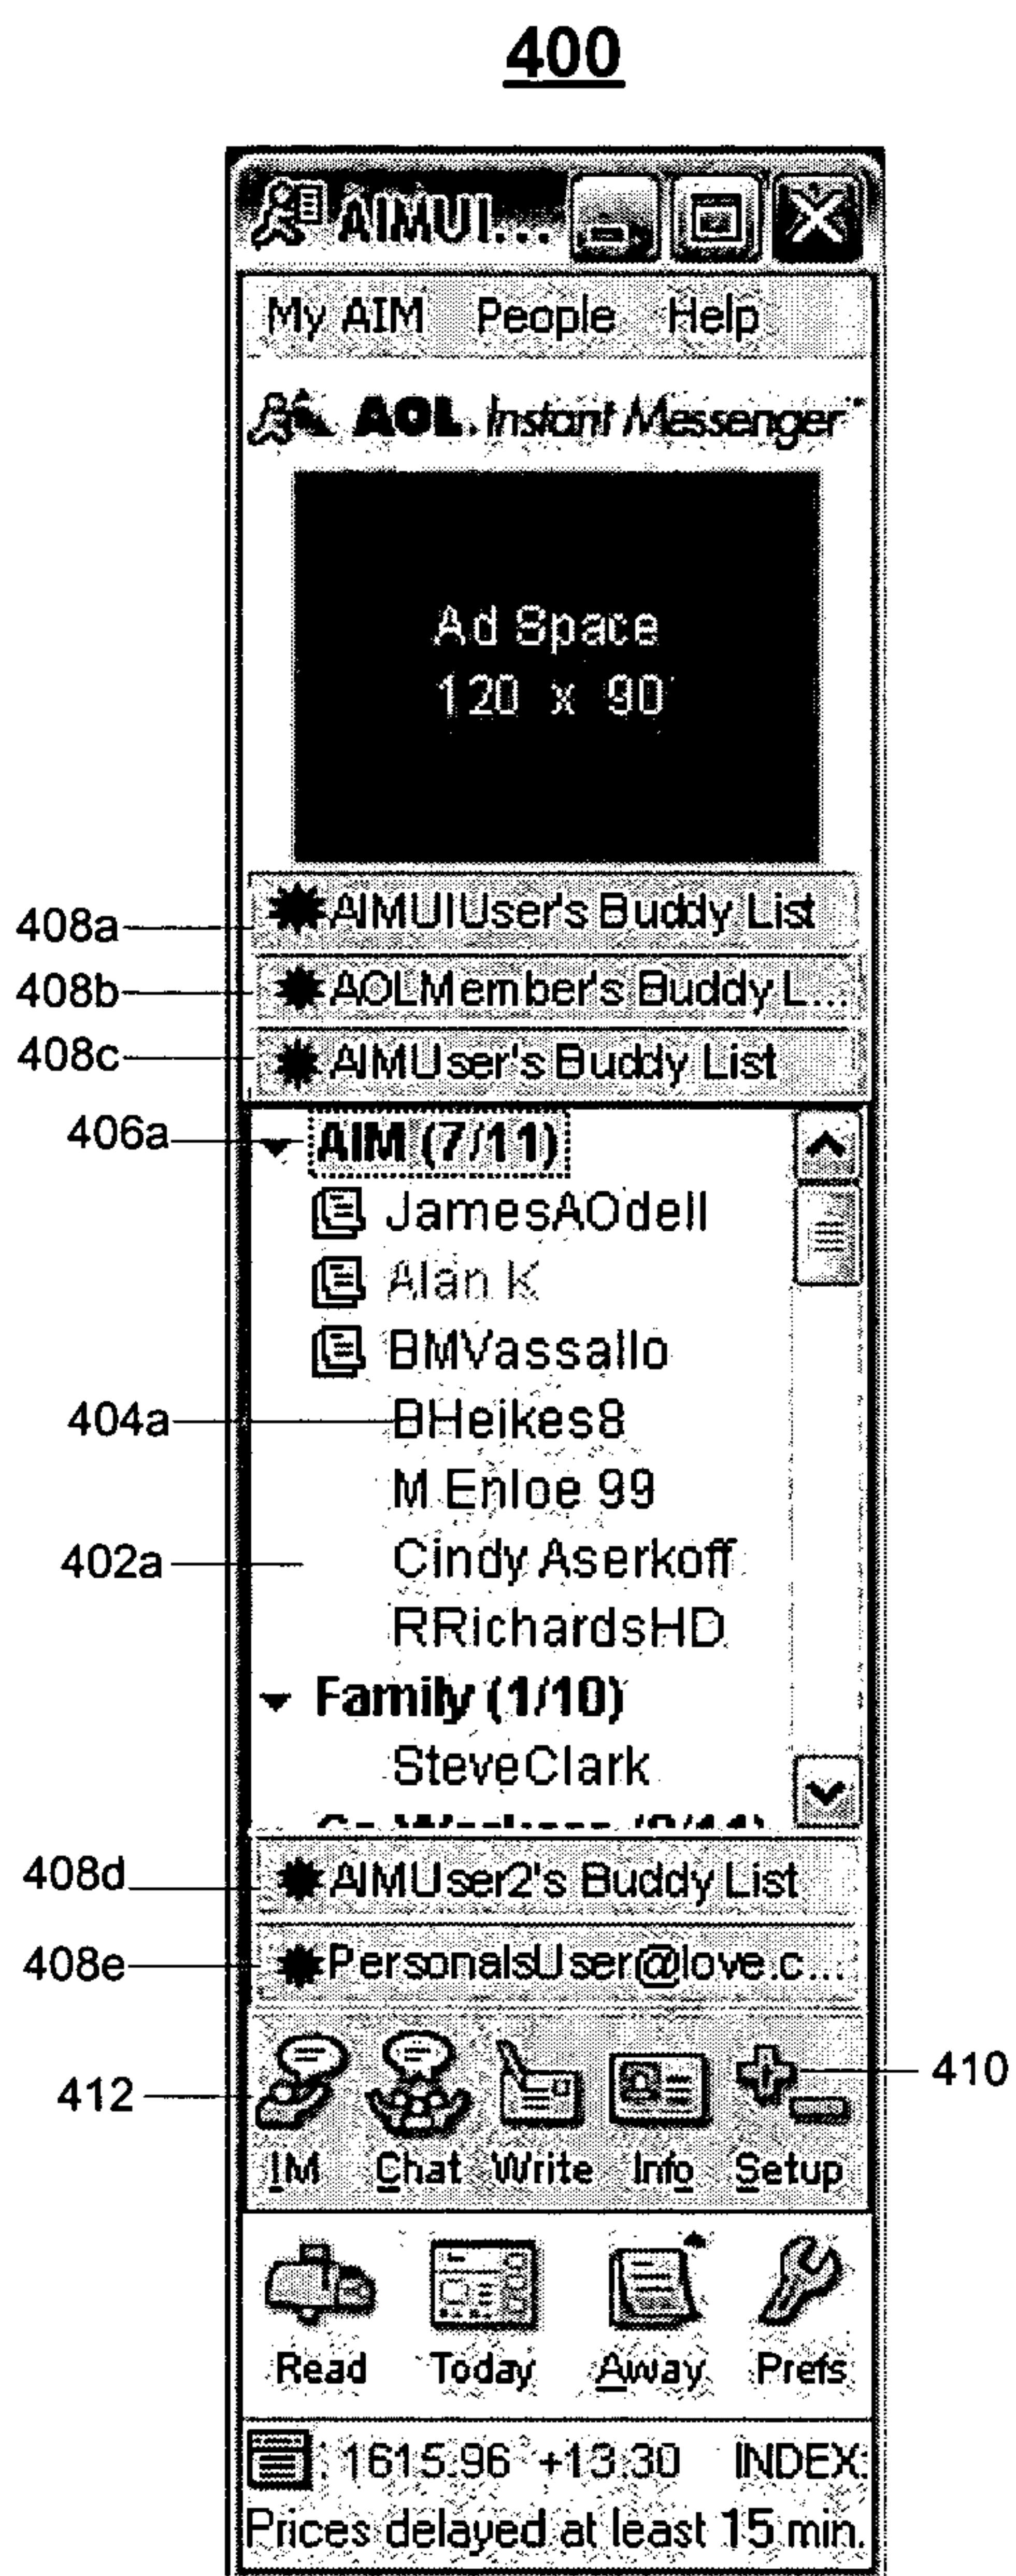 400
AIMUI...
My AIM People Help
AOL Instant Messenger™
Ad Space
120 x 90
408a AIMUIUser's Buddy List
408b AOLMember's Buddy L...
408c AIMUser's Buddy List
406a AIM (7/11)
JamesAOdell
Alan K
BMVassallo
404a BHeikes8
M Enloe 99
402a Cindy Aserkoff
RRichardsHD
Family (1/10)
SteveClark
408d AIMUser2's Buddy List
408e PersonalsUser@love.c...
412 410
IM Chat Write Info Setup
Read Today Away Prefs
: 1615.96 +13.30 INDEX:
Prices delayed at least 15 min.